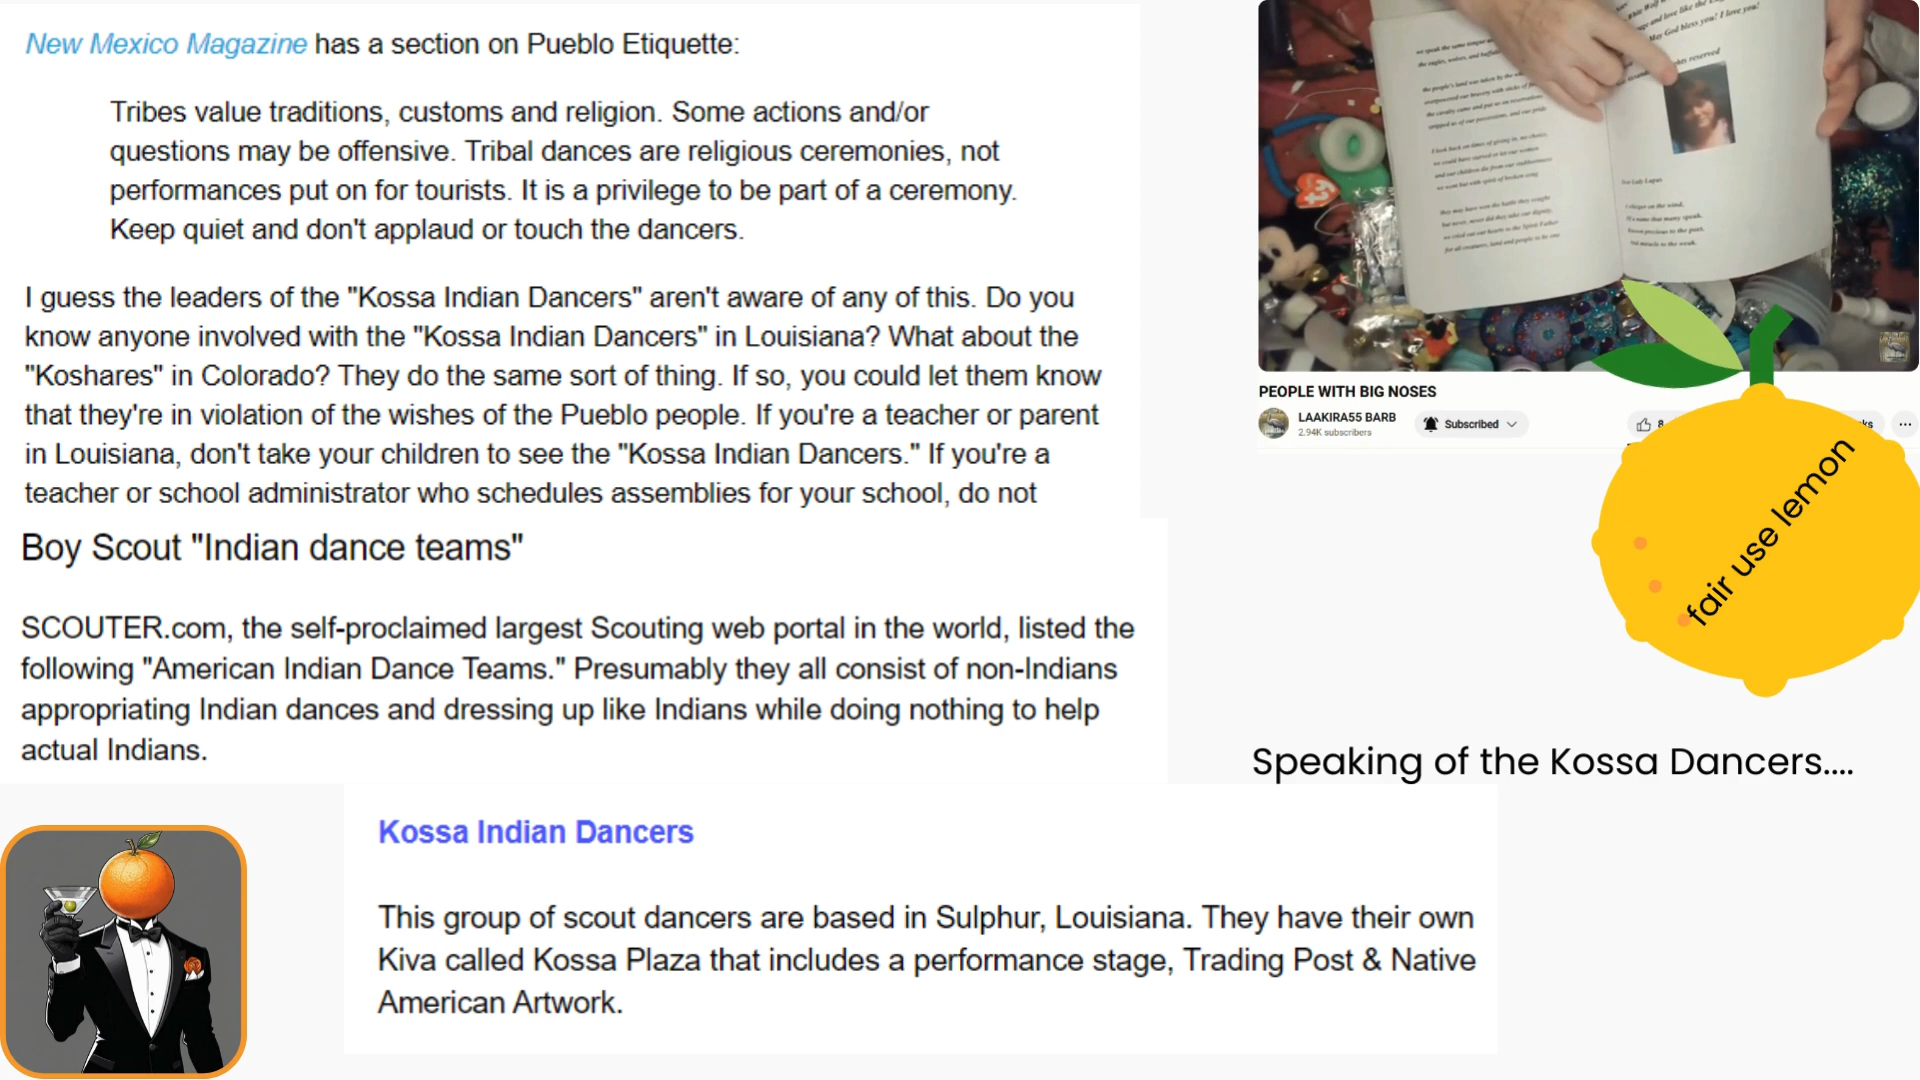 New Mexico Magazine has a section on Pueblo Etiquette:
Tribes value traditions, customs and religion. Some actions and/or
questions may be offensive. Tribal dances are religious ceremonies, not
performances put on for tourists. It is a privilege to be part of a ceremony.
Keep quiet and don't applaud or touch the dancers.
I guess the leaders of the "Kossa Indian Dancers" aren't aware of any of this. Do you
know anyone involved with the "Kossa Indian Dancers" in Louisiana? What about the
"Koshares" in Colorado? They do the same sort of thing. If so, you could let them know
that they're in violation of the wishes of the Pueblo people. If you're a teacher or parent
in Louisiana, don't take your children to see the "Kossa Indian Dancers." If you're a
teacher or school administrator who schedules assemblies for your school, do not
Boy Scout "Indian dance teams"
SCOUTER.com, the self-proclaimed largest Scouting web portal in the world, listed the
following "American Indian Dance Teams." Presumably they all consist of non-Indians
appropriating Indian dances and dressing up like Indians while doing nothing to help
actual Indians.
May God bless you! I love you!
rights reserved
ty
PEOPLE WITH BIG NOSES
LAAKIRA55 BARB
2.94K subscribers
Subscribed
8
fair use lemon
Speaking of the Kossa Dancers....
Kossa Indian Dancers
This group of scout dancers are based in Sulphur, Louisiana. They have their own
Kiva called Kossa Plaza that includes a performance stage, Trading Post & Native
American Artwork.